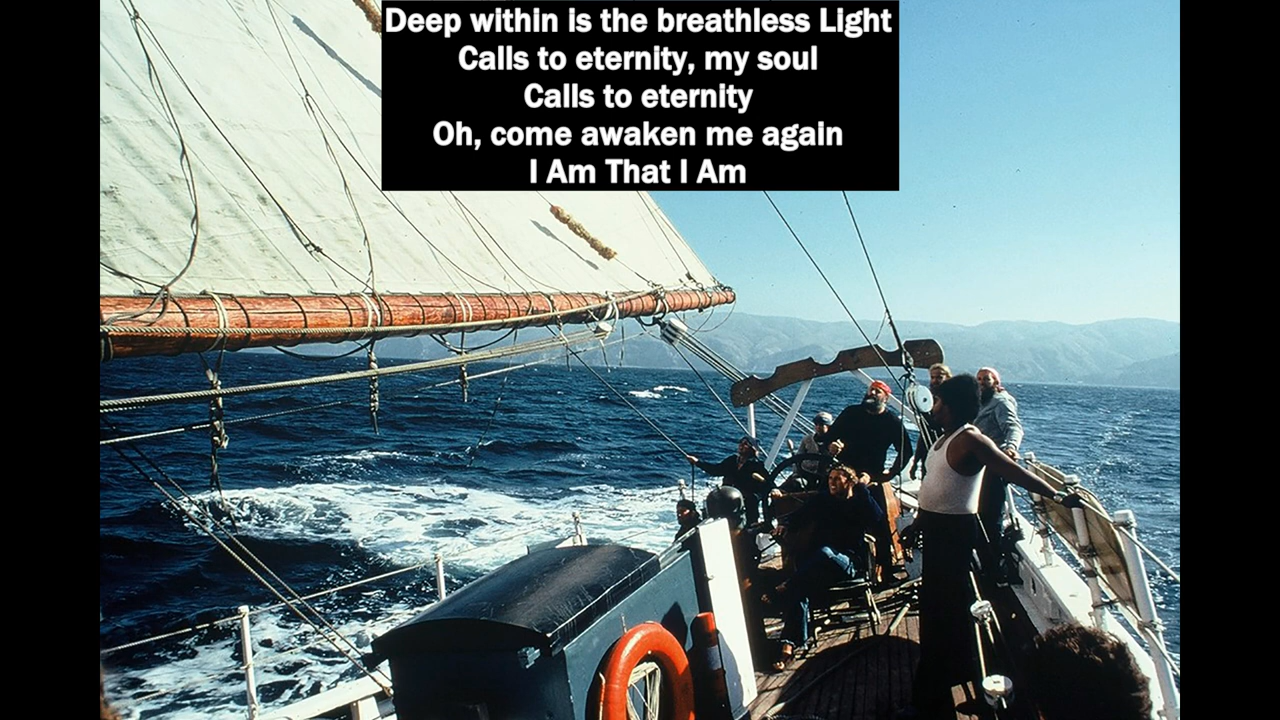 Deep within is the breathless Light
Calls to eternity, my soul
Calls to eternity
Oh, come awaken me again
I Am That I Am